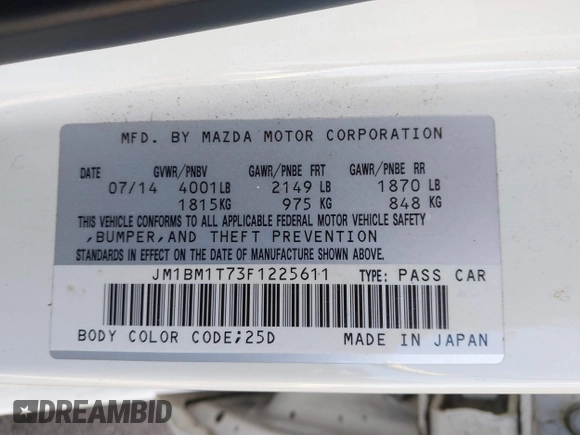 MFD. BY MAZDA MOTOR CORPORATION
DATE GVWR/PNBV GAWR/PNBE FRT GAWR/PNBE RR
07/14 4001LB 2149 LB 1870 LB
1815KG 975 KG 848 KG
THIS VEHICLE CONFORMS TO ALL APPLICABLE FEDERAL MOTOR VEHICLE SAFETY
,BUMPER,AND THEFT PREVENTION
STANDARDS IN EFFECT ON THE DATE OF MANUFACTURE SHOWN ABOVE.
JM1BM1T73F1225611 TYPE: PASS CAR
BODY COLOR CODE;25D MADE IN JAPAN
DREAMBID